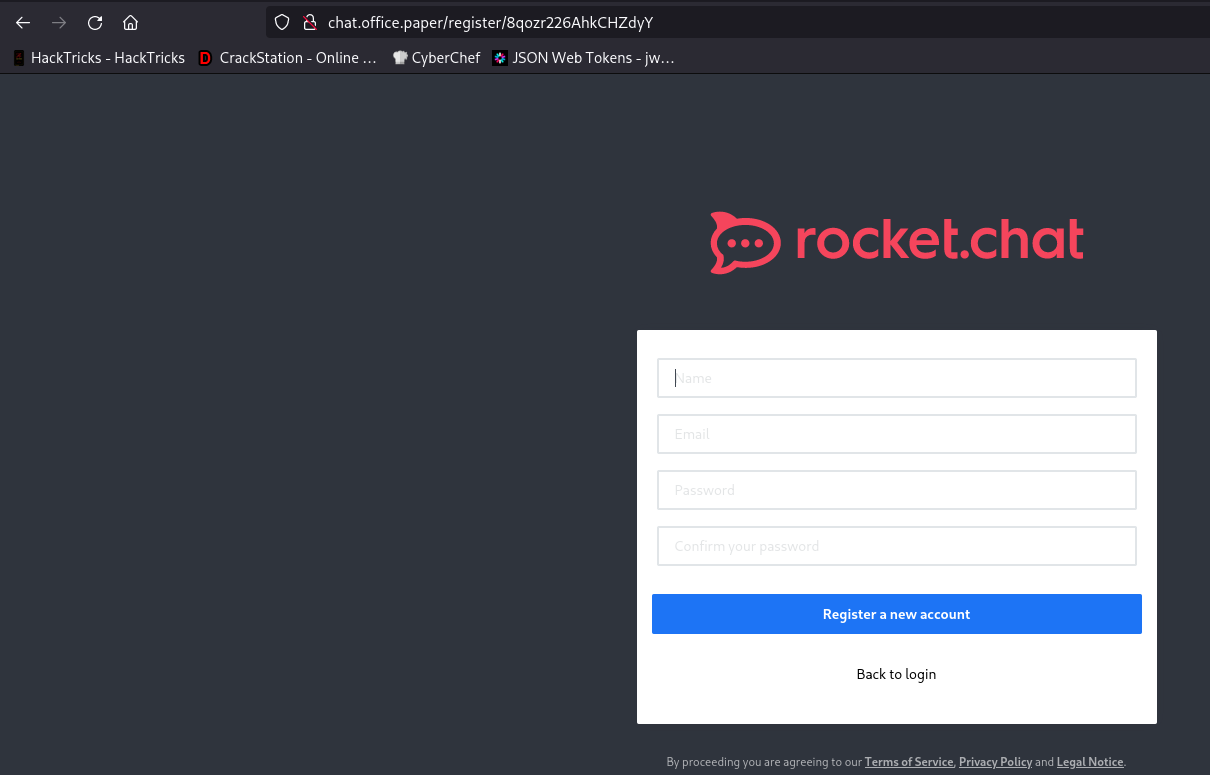 chat.office.paper/register/8qozr226AhkCHZdyY
HackTricks - HackTricks CrackStation - Online ... CyberChef JSON Web Tokens - jw...
rocket.chat
Name
Email
Password
Confirm your password
Register a new account
Back to login
By proceeding you are agreeing to our Terms of Service, Privacy Policy and Legal Notice.